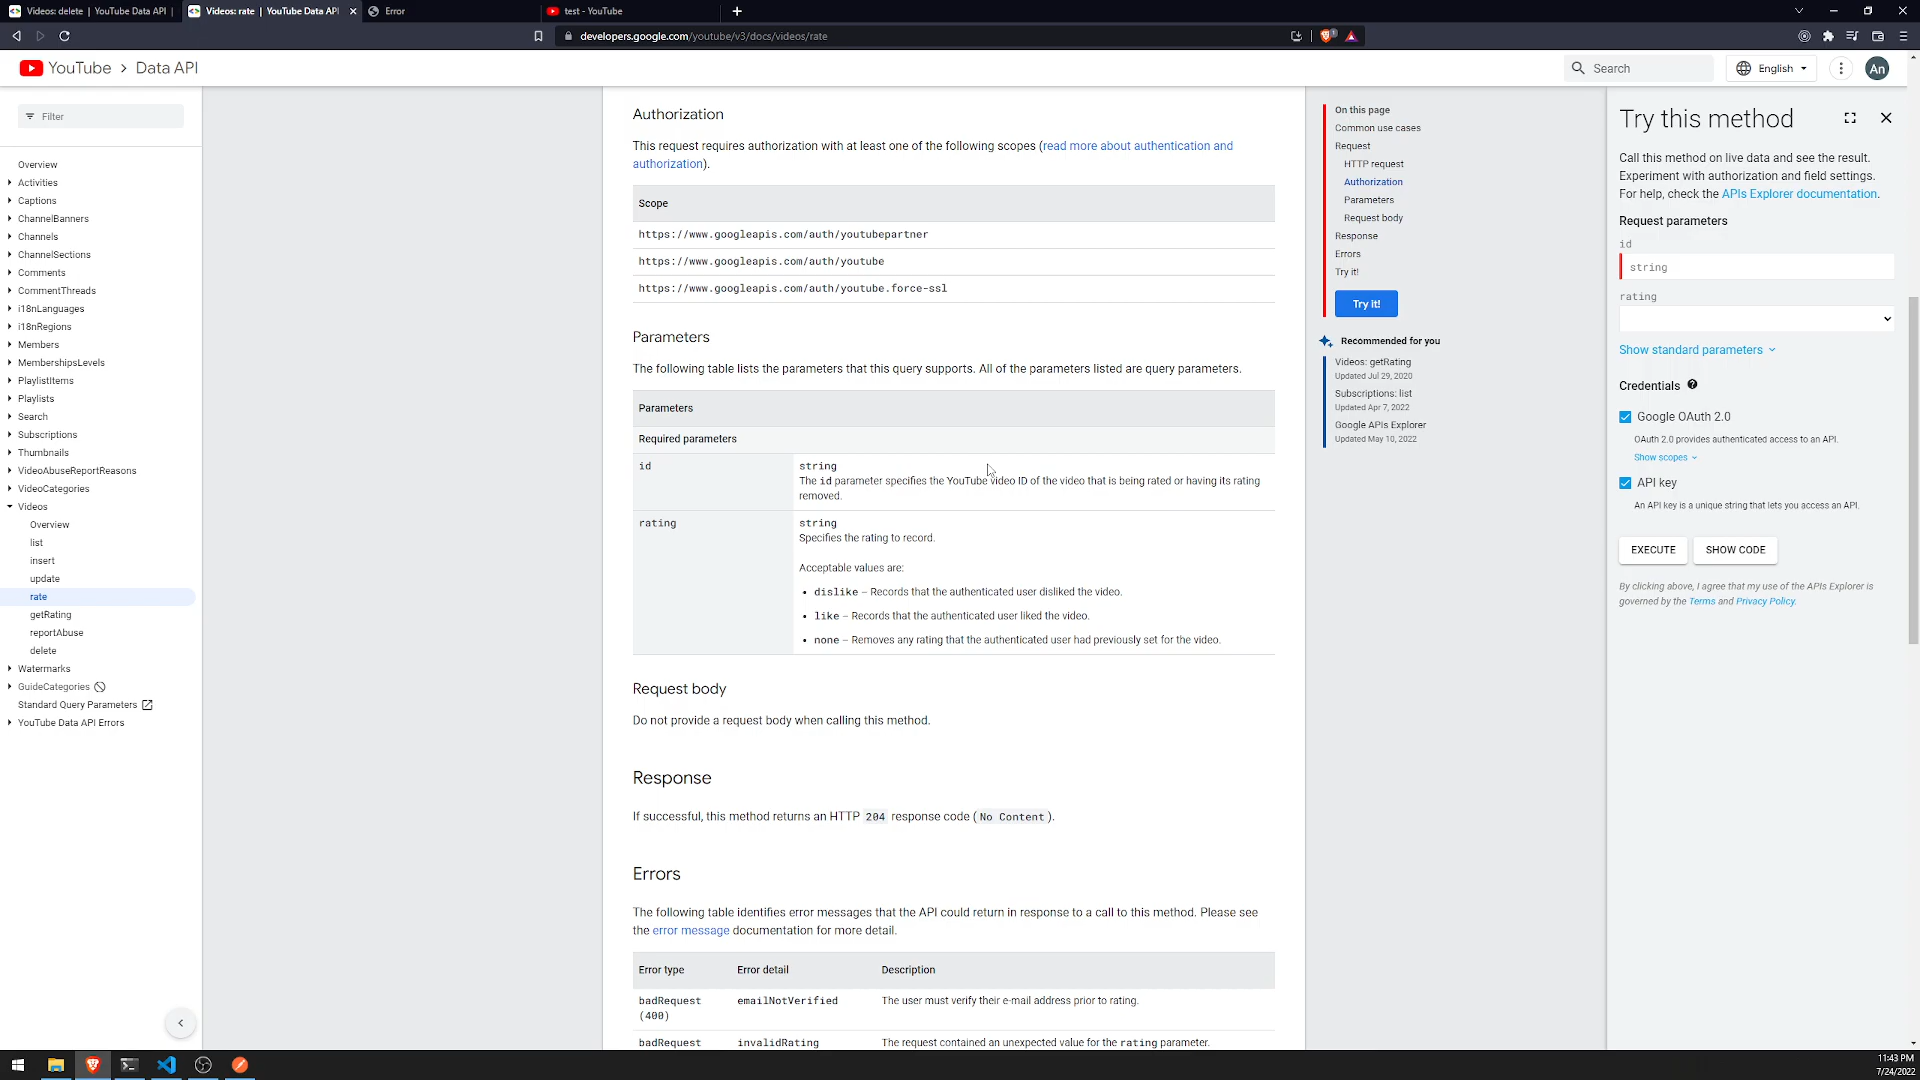 Videos: delete | YouTube Data API |
Videos: rate | YouTube Data API
Error
test - YouTube
developers.google.com/youtube/v3/docs/videos/rate
1
YouTube > Data API
Search
English
An
Filter
Overview
Activities
Captions
ChannelBanners
Channels
ChannelSections
Comments
CommentThreads
i18nLanguages
i18nRegions
Members
MembershipsLevels
PlaylistItems
Playlists
Search
Subscriptions
Thumbnails
VideoAbuseReportReasons
VideoCategories
Videos
Overview
list
insert
update
rate
getRating
reportAbuse
delete
Watermarks
GuideCategories
Standard Query Parameters
YouTube Data API Errors
Authorization
This request requires authorization with at least one of the following scopes (read more about authentication and
authorization).
Scope
https://www.googleapis.com/auth/youtubepartner
https://www.googleapis.com/auth/youtube
https://www.googleapis.com/auth/youtube.force-ssl
Parameters
The following table lists the parameters that this query supports. All of the parameters listed are query parameters.
Parameters
Required parameters
id
string
The id parameter specifies the YouTube video ID of the video that is being rated or having its rating
removed.
rating
string
Specifies the rating to record.
Acceptable values are:
• dislike – Records that the authenticated user disliked the video.
• like – Records that the authenticated user liked the video.
• none – Removes any rating that the authenticated user had previously set for the video.
Request body
Do not provide a request body when calling this method.
Response
If successful, this method returns an HTTP 204 response code (No Content).
Errors
The following table identifies error messages that the API could return in response to a call to this method. Please see
the error message documentation for more detail.
Error type Error detail Description
badRequest emailNotVerified The user must verify their e-mail address prior to rating.
(400)
badRequest invalidRating The request contained an unexpected value for the rating parameter.
On this page
Common use cases
Request
HTTP request
Authorization
Parameters
Request body
Response
Errors
Try it!
Try it!
Recommended for you
Videos: getRating
Updated Jul 29, 2020
Subscriptions: list
Updated Apr 7, 2022
Google APIs Explorer
Updated May 10, 2022
Try this method
Call this method on live data and see the result.
Experiment with authorization and field settings.
For help, check the APIs Explorer documentation.
Request parameters
id
string
rating
Show standard parameters
Credentials
Google OAuth 2.0
OAuth 2.0 provides authenticated access to an API.
Show scopes
API key
An API key is a unique string that lets you access an API.
EXECUTE
SHOW CODE
By clicking above, I agree that my use of the APIs Explorer is
governed by the Terms and Privacy Policy.
11:43 PM
7/24/2022